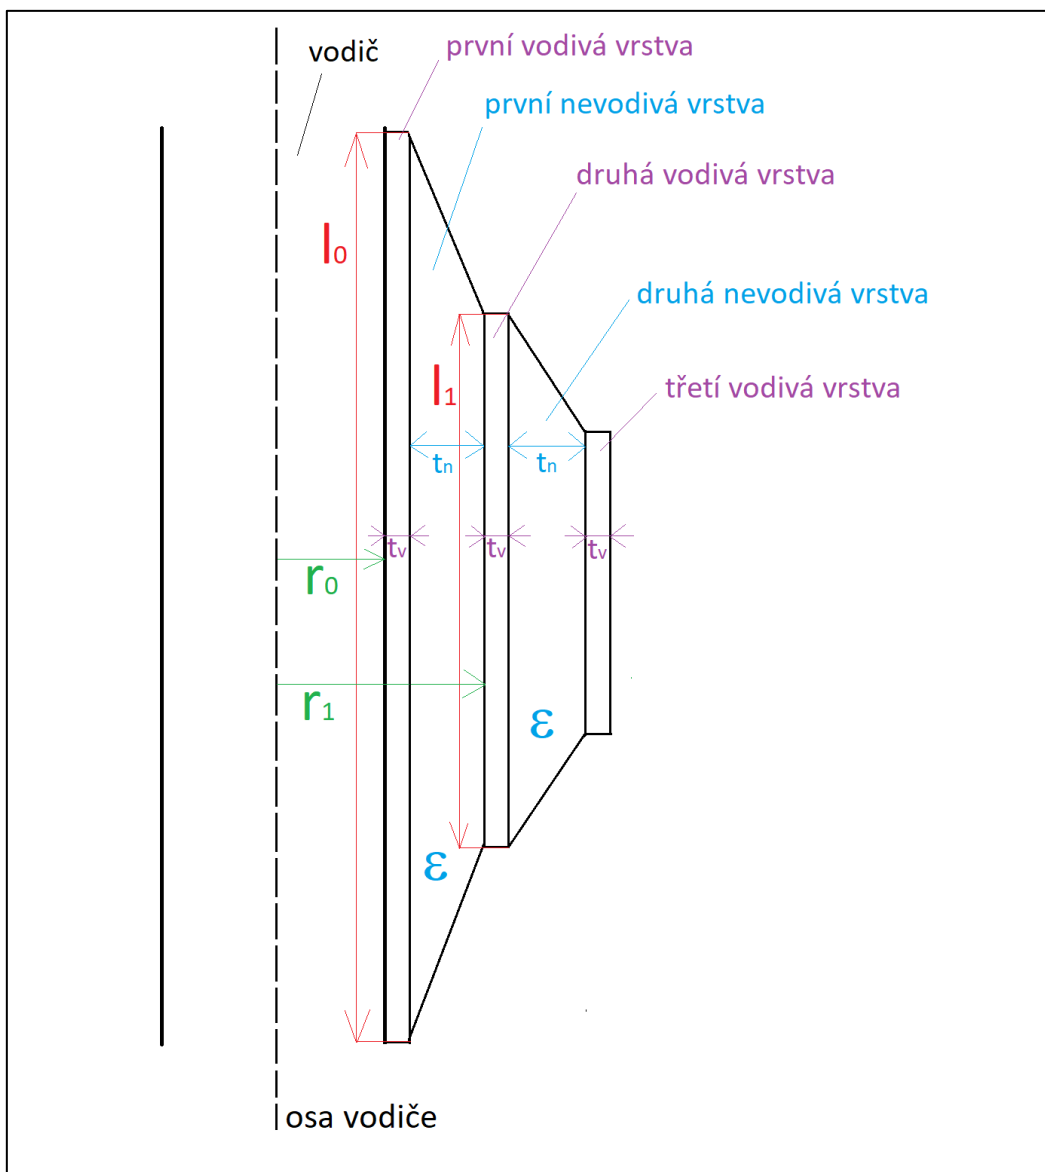 vodič
první vodivá vrstva
první nevodivá vrstva
druhá vodivá vrstva
l0
druhá nevodivá vrstva
l1
třetí vodivá vrstva
tn
tn
tv
tv
tv
r0
r1
ε
ε
osa vodiče